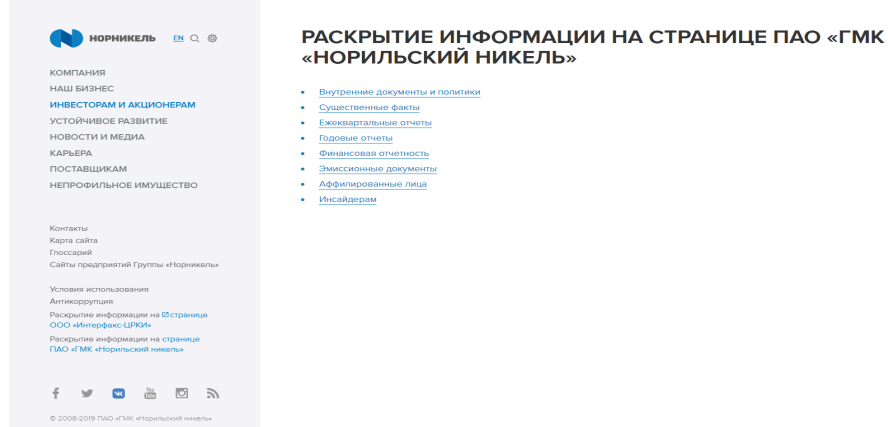 НОРНИКЕЛЬ EN
КОМПАНИЯ
НАШ БИЗНЕС
ИНВЕСТОРАМ И АКЦИОНЕРАМ
УСТОЙЧИВОЕ РАЗВИТИЕ
НОВОСТИ И МЕДИА
КАРЬЕРА
ПОСТАВЩИКАМ
НЕПРОФИЛЬНОЕ ИМУЩЕСТВО
Контакты
Карта сайта
Глоссарий
Сайты предприятий Группы «Норникель»
Условия использования
Антикоррупция
Раскрытие информации на странице
ООО «Интерфакс-ЦРКИ»
Раскрытие информации на странице
ПАО «ГМК «Норильский никель»
You
Tube
© 2008-2019 ПАО «ГМК «Норильский никель»
РАСКРЫТИЕ ИНФОРМАЦИИ НА СТРАНИЦЕ ПАО «ГМК
«НОРИЛЬСКИЙ НИКЕЛЬ»
Внутренние документы и политики
Существенные факты
Ежеквартальные отчеты
Годовые отчеты
Финансовая отчетность
Эмиссионные документы
Аффилированные лица
Инсайдерам